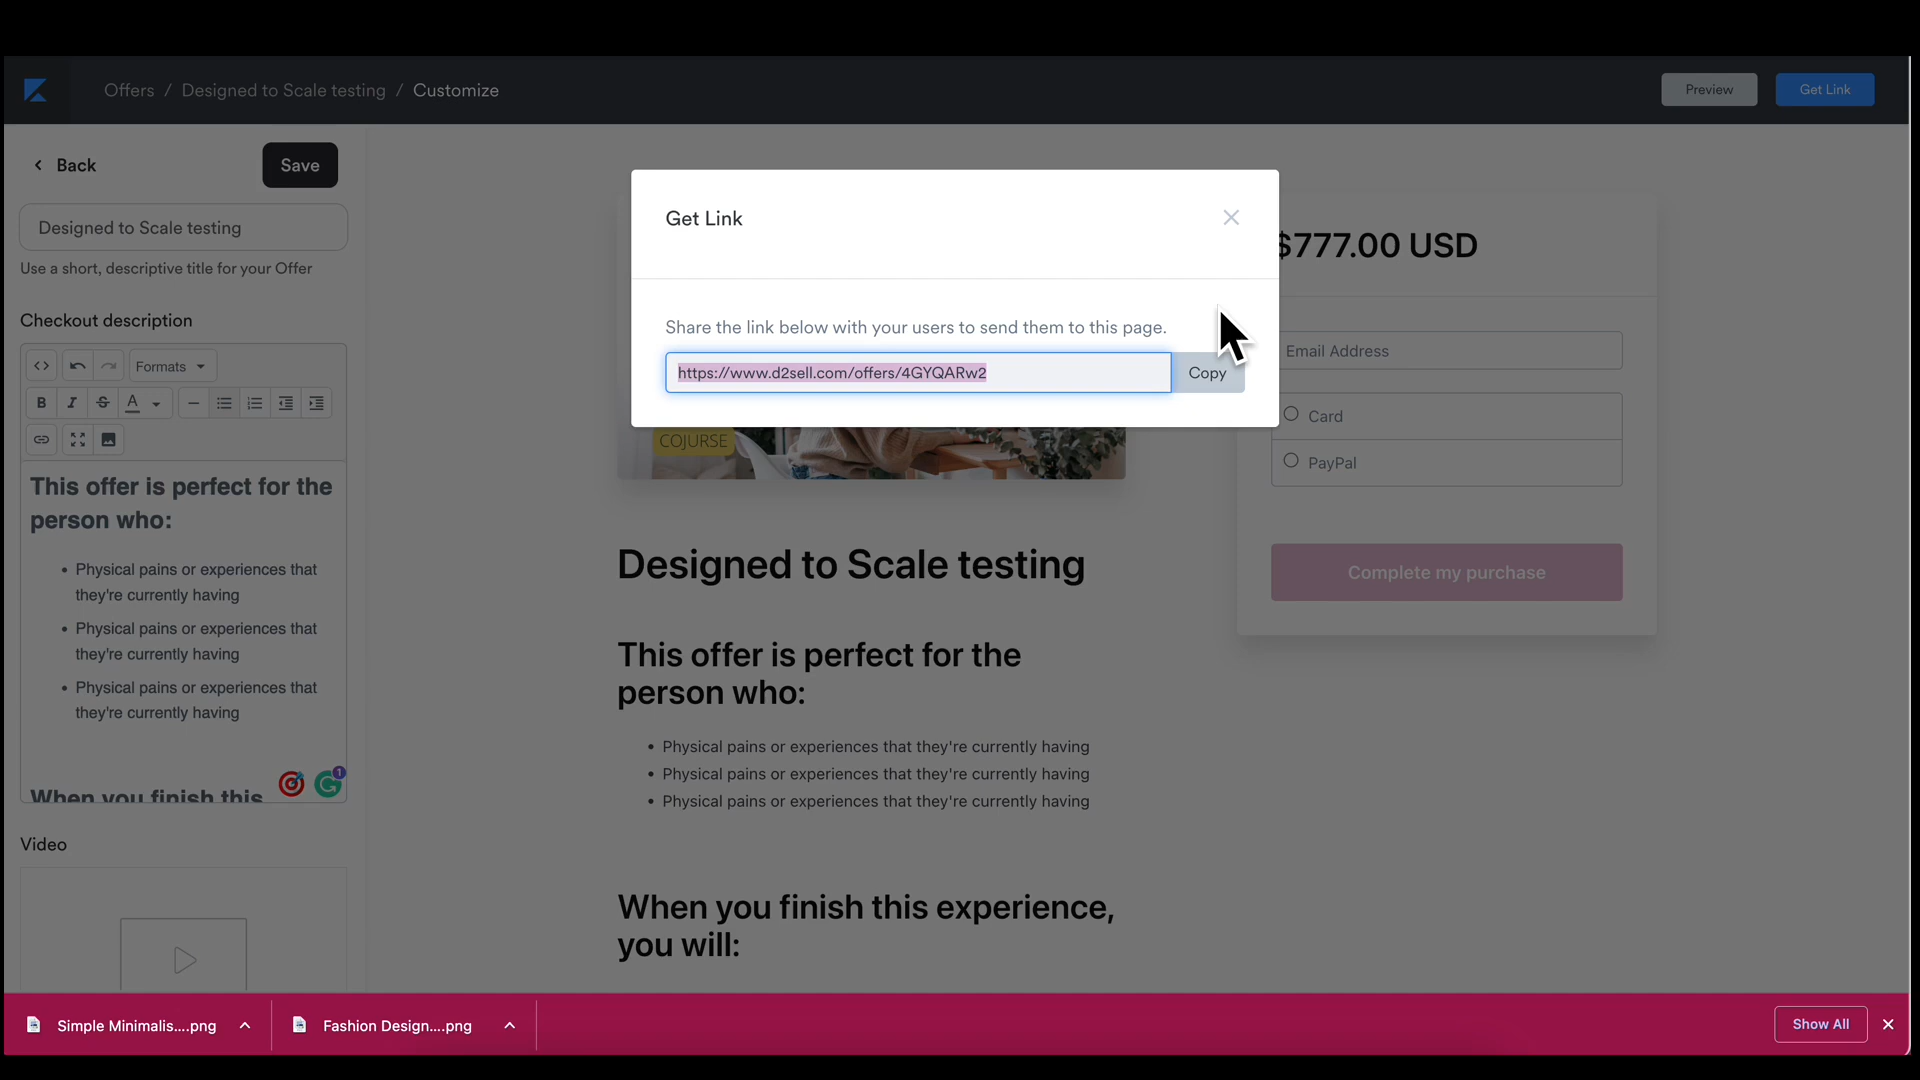 Offers / Designed to Scale testing / Customize
Preview
Get Link
Back
Save
Designed to Scale testing
Use a short, descriptive title for your Offer
Checkout description
Formats
B I S A
This offer is perfect for the
person who:
• Physical pains or experiences that
they're currently having
• Physical pains or experiences that
they're currently having
• Physical pains or experiences that
they're currently having
When you finish this
1
Video
Get Link
Share the link below with your users to send them to this page.
https://www.d2sell.com/offers/4GYQARw2
Copy
COJURSE
Designed to Scale testing
This offer is perfect for the
person who:
• Physical pains or experiences that they're currently having
• Physical pains or experiences that they're currently having
• Physical pains or experiences that they're currently having
When you finish this experience,
you will:
$777.00 USD
Email Address
Card
PayPal
Complete my purchase
Simple Minimalis....png
Fashion Design....png
Show All